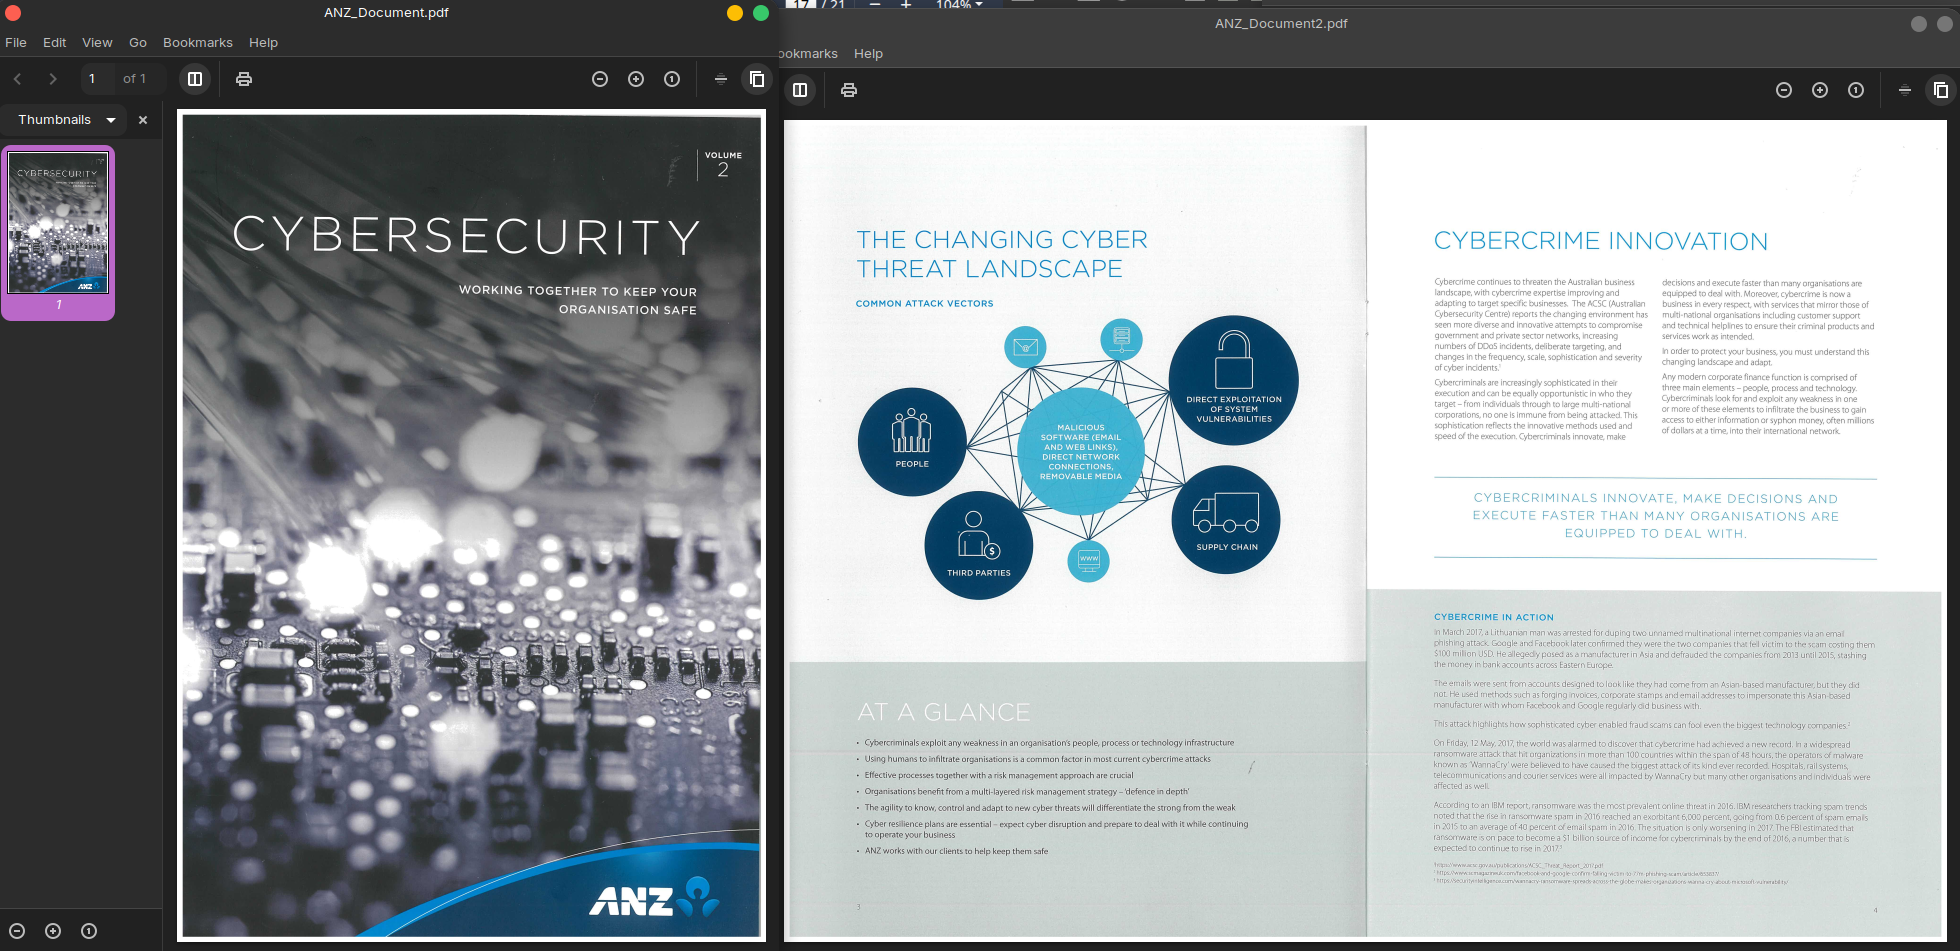 ANZ_Document.pdf
File Edit View Go Bookmarks Help
1 of 1
Thumbnails
CYBERSECURITY
1
VOLUME
2
CYBERSECURITY
WORKING TOGETHER TO KEEP YOUR
ORGANISATION SAFE
ANZ
17 / 21 104%
ANZ_Document2.pdf
ookmarks Help
THE CHANGING CYBER
THREAT LANDSCAPE
COMMON ATTACK VECTORS
PEOPLE
THIRD PARTIES
MALICIOUS
SOFTWARE (EMAIL
AND WEB LINKS),
DIRECT NETWORK
CONNECTIONS,
REMOVABLE MEDIA
WWW
DIRECT EXPLOITATION
OF SYSTEM
VULNERABILITIES
SUPPLY CHAIN
AT A GLANCE
• Cybercriminals exploit any weakness in an organisation's people, process or technology infrastructure
• Using humans to infiltrate organisations is a common factor in most current cybercrime attacks
• Effective processes together with a risk management approach are crucial
• Organisations benefit from a multi-layered risk management strategy – 'defence in depth'
• The agility to know, control and adapt to new cyber threats will differentiate the strong from the weak
• Cyber resilience plans are essential – expect cyber disruption and prepare to deal with it while continuing
to operate your business
• ANZ works with our clients to help keep them safe
3
CYBERCRIME INNOVATION
Cybercrime continues to threaten the Australian business
landscape, with cybercrime expertise improving and
adapting to target specific businesses. The ACSC (Australian
Cybersecurity Centre) reports the changing environment has
seen more diverse and innovative attempts to compromise
government and private sector networks, increasing
numbers of DDoS incidents, deliberate targeting, and
changes in the frequency, scale, sophistication and severity
of cyber incidents.¹
Cybercriminals are increasingly sophisticated in their
execution and can be equally opportunistic in who they
target – from individuals through to large multi-national
corporations, no one is immune from being attacked. This
sophistication reflects the innovative methods used and
speed of the execution. Cybercriminals innovate, make
decisions and execute faster than many organisations are
equipped to deal with. Moreover, cybercrime is now a
business in every respect, with services that mirror those of
multi-national organisations including customer support
and technical helplines to ensure their criminal products and
services work as intended.
In order to protect your business, you must understand this
changing landscape and adapt.
Any modern corporate finance function is comprised of
three main elements – people, process and technology.
Cybercriminals look for and exploit any weakness in one
or more of these elements to infiltrate the business to gain
access to either information or syphon money, often millions
of dollars at a time, into their international network.
CYBERCRIMINALS INNOVATE, MAKE DECISIONS AND
EXECUTE FASTER THAN MANY ORGANISATIONS ARE
EQUIPPED TO DEAL WITH.
CYBERCRIME IN ACTION
In March 2017, a Lithuanian man was arrested for duping two unnamed multinational internet companies via an email
phishing attack. Google and Facebook later confirmed they were the two companies that fell victim to the scam costing them
$100 million USD. He allegedly posed as a manufacturer in Asia and defrauded the companies from 2013 until 2015, stashing
the money in bank accounts across Eastern Europe.
The emails were sent from accounts designed to look like they had come from an Asian-based manufacturer, but they did
not. He used methods such as forging invoices, corporate stamps and email addresses to impersonate this Asian-based
manufacturer with whom Facebook and Google regularly did business with.
This attack highlights how sophisticated cyber enabled fraud scams can fool even the biggest technology companies.²
On Friday, 12 May, 2017, the world was alarmed to discover that cybercrime had achieved a new record. In a widespread
ransomware attack that hit organizations in more than 100 countries within the span of 48 hours, the operators of malware
known as 'WannaCry' were believed to have caused the biggest attack of its kind ever recorded. Hospitals, rail systems,
telecommunications and courier services were all impacted by WannaCry but many other organisations and individuals were
affected as well.
According to an IBM report, ransomware was the most prevalent online threat in 2016. IBM researchers tracking spam trends
noted that the rise in ransomware spam in 2016 reached an exorbitant 6,000 percent, going from 0.6 percent of spam emails
in 2015 to an average of 40 percent of email spam in 2016. The situation is only worsening in 2017. The FBI estimated that
ransomware is on pace to become a $1 billion source of income for cybercriminals by the end of 2016, a number that is
expected to continue to rise in 2017.³
4